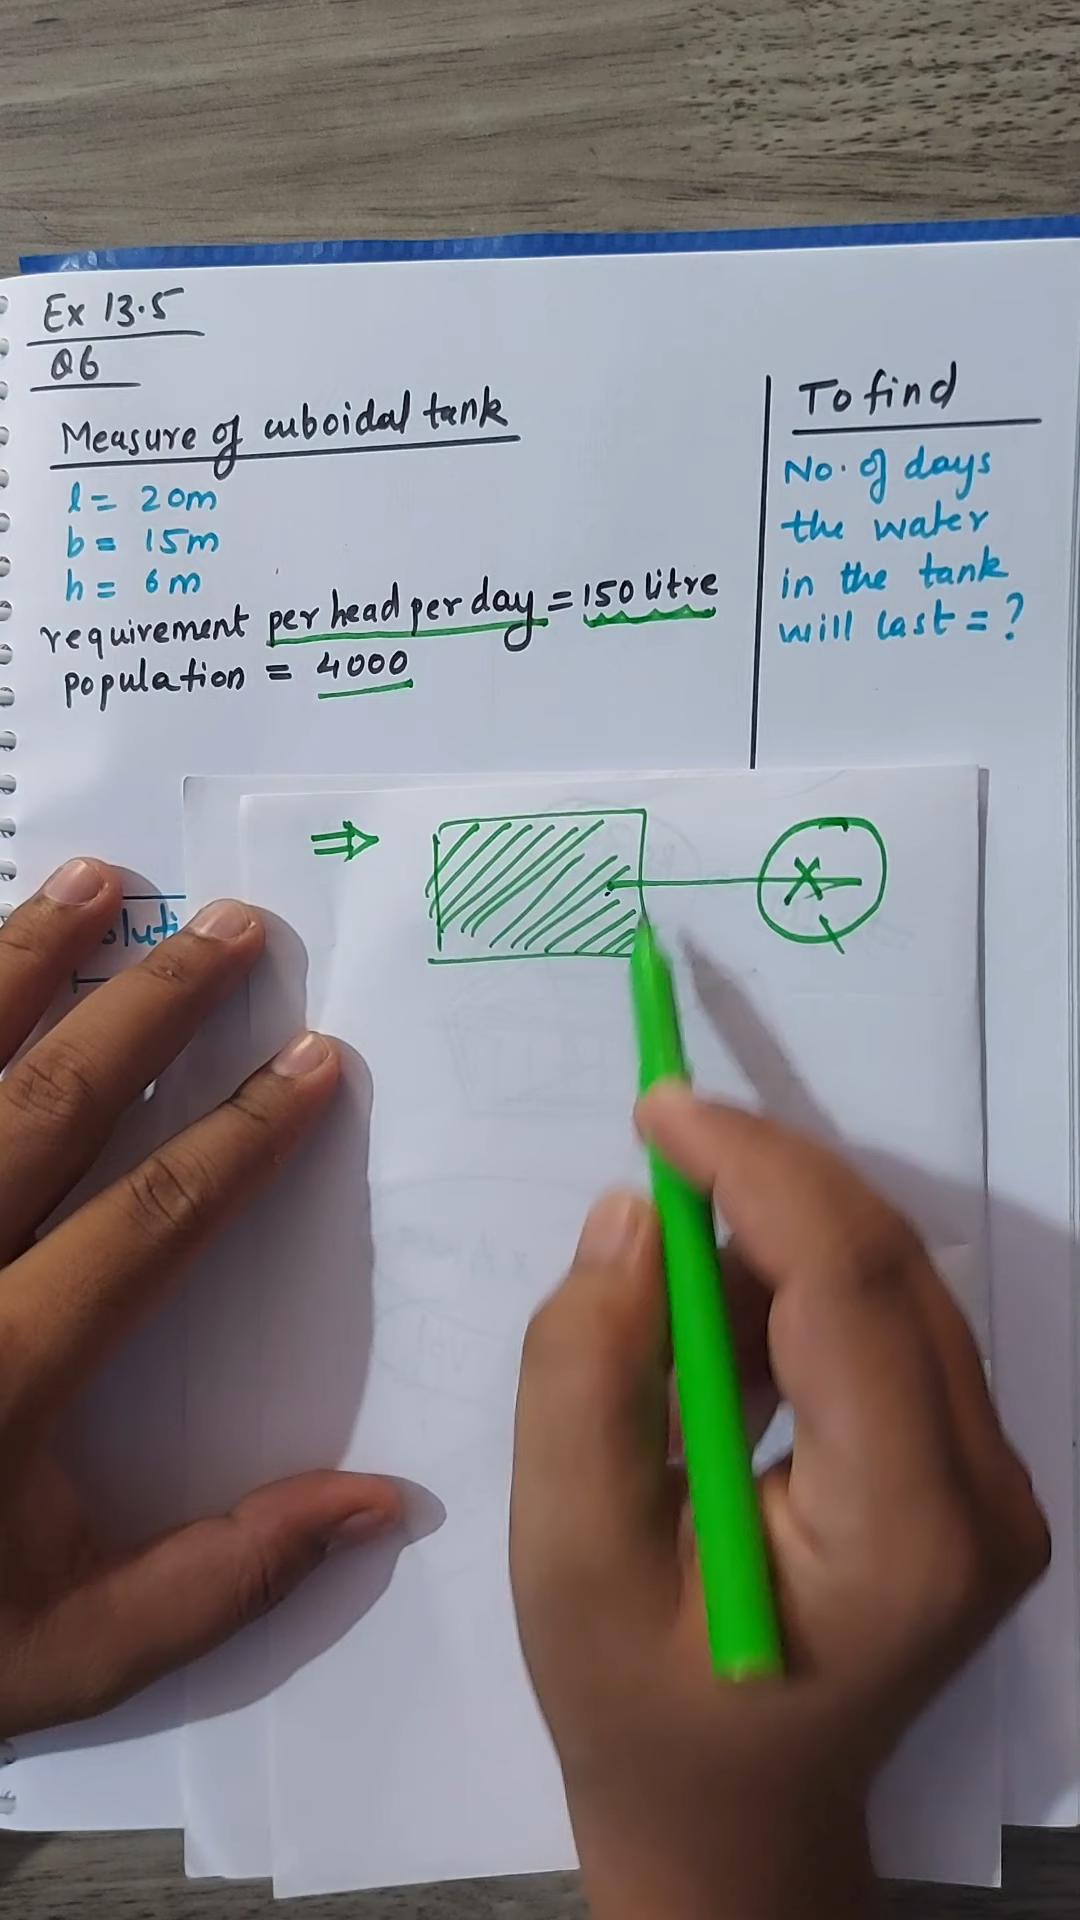 Ex 13.5
Q6
Measure of cuboidal tank
l = 20m
b = 15m
h = 6m
requirement per head per day = 150 litre
population = 4000
To find
No. of days
the water
in the tank
will last = ?
x